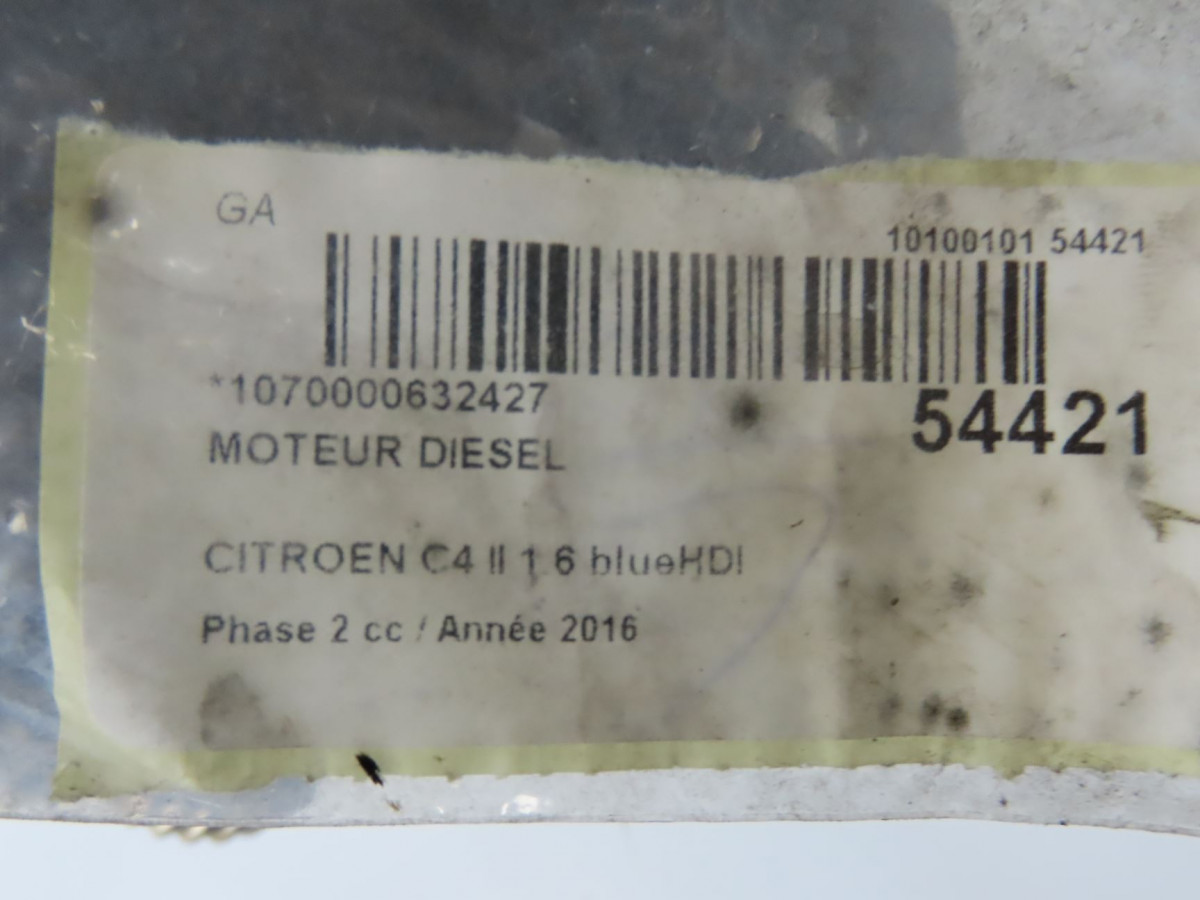 GA
10100101 54421
*1070000632427
54421
MOTEUR DIESEL
CITROEN C4 II 1.6 blueHDI
Phase 2 cc / Année 2016